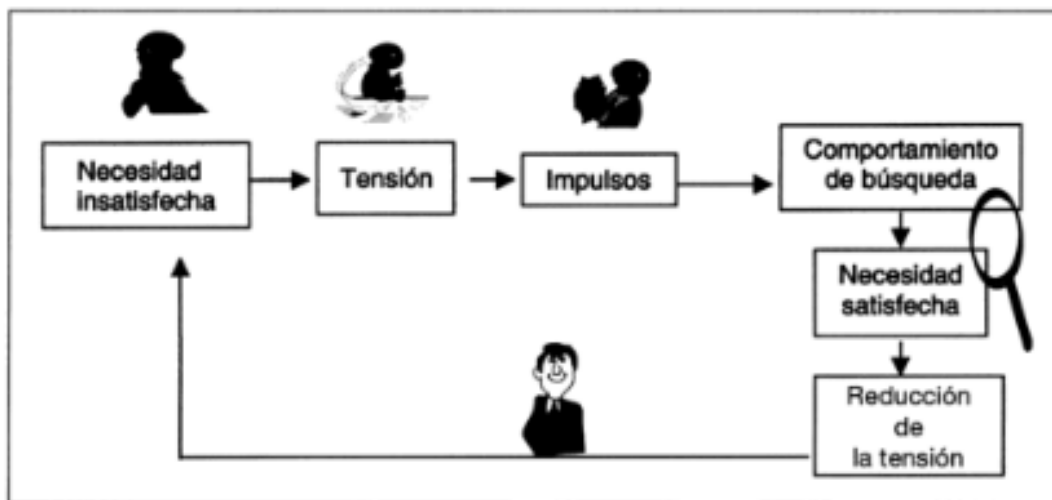 Necesidad
insatisfecha
Tensión
Impulsos
Comportamiento
de búsqueda
Necesidad
satisfecha
Reducción
de
la tensión